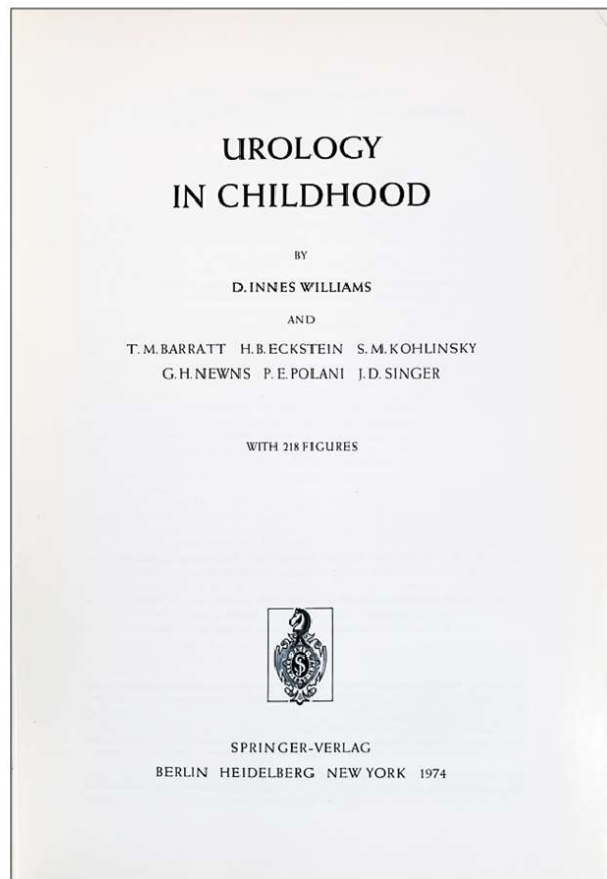 UROLOGY
IN CHILDHOOD
BY
D. INNES WILLIAMS
AND
T. M. BARRATT H. B. ECKSTEIN S. M. KOHLINSKY
G. H. NEWNS P. E. POLANI J. D. SINGER
WITH 218 FIGURES
SPRINGER-VERLAG
BERLIN HEIDELBERG NEW YORK 1974